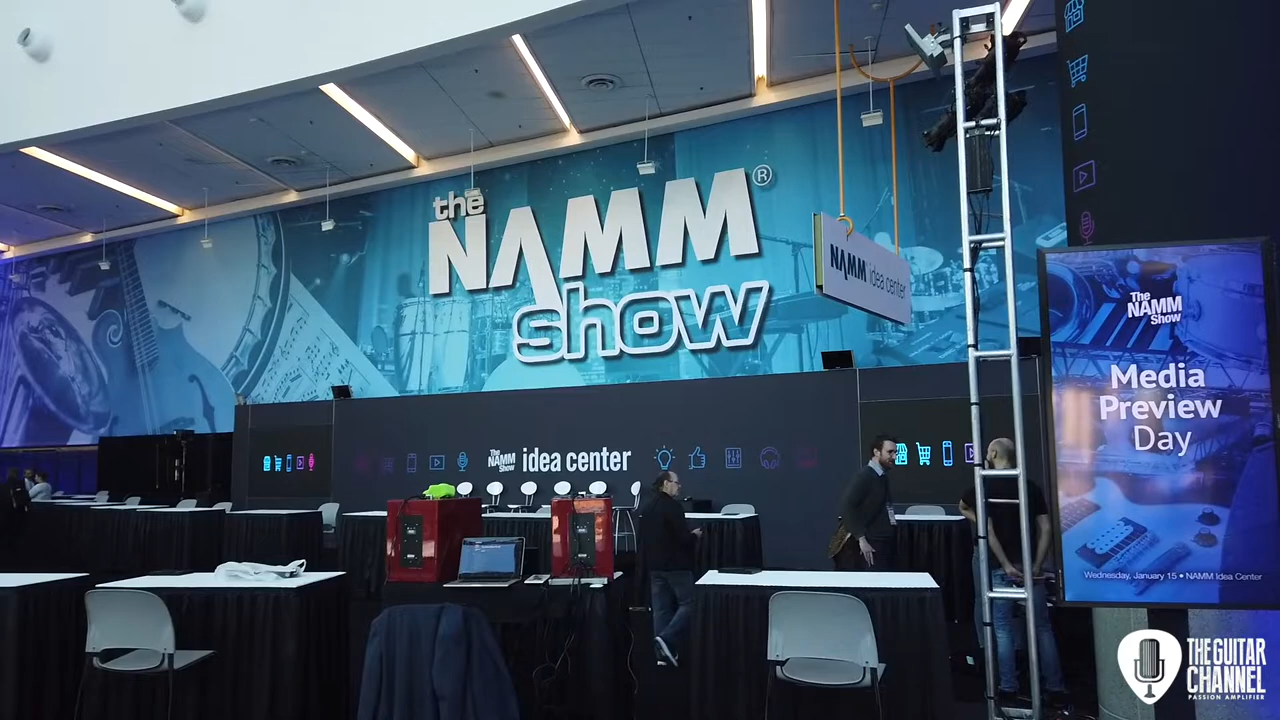 the
NAMM®
show
NAMM idea center
The
NAMM
Show
idea center
The
NAMM
Show
Media
Preview
Day
Wednesday, January 15 • NAMM Idea Center
THE GUITAR
CHANNEL
PASSION AMPLIFIER